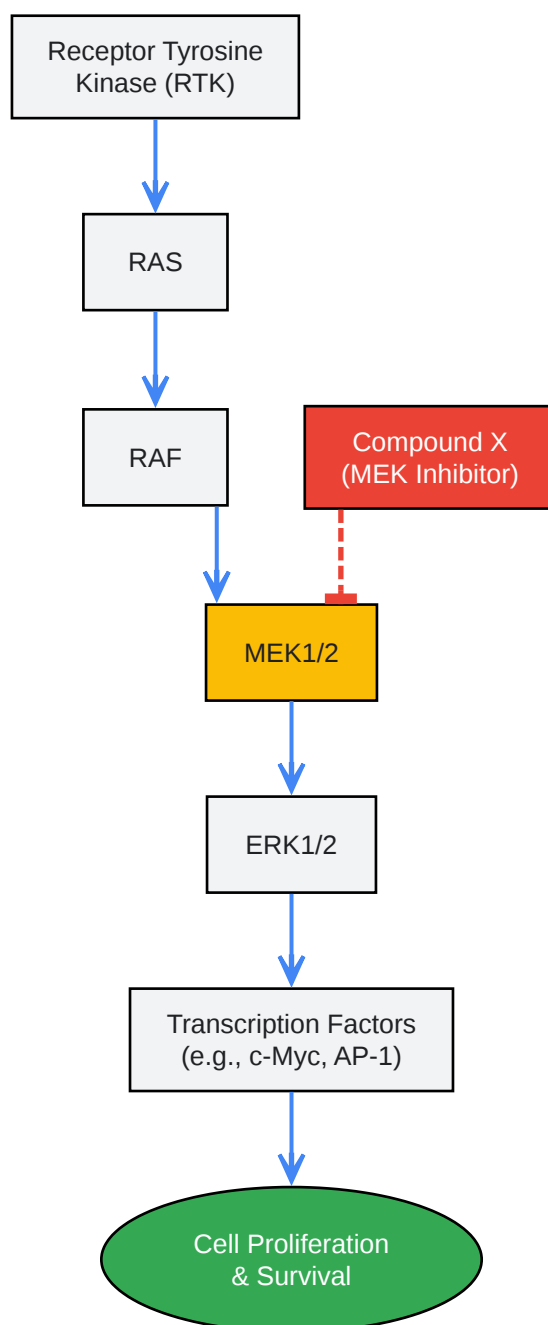 Receptor Tyrosine
Kinase (RTK)
RAS
RAF
Compound X
(MEK Inhibitor)
MEK1/2
ERK1/2
Transcription Factors
(e.g., c-Myc, AP-1)
Cell Proliferation
& Survival